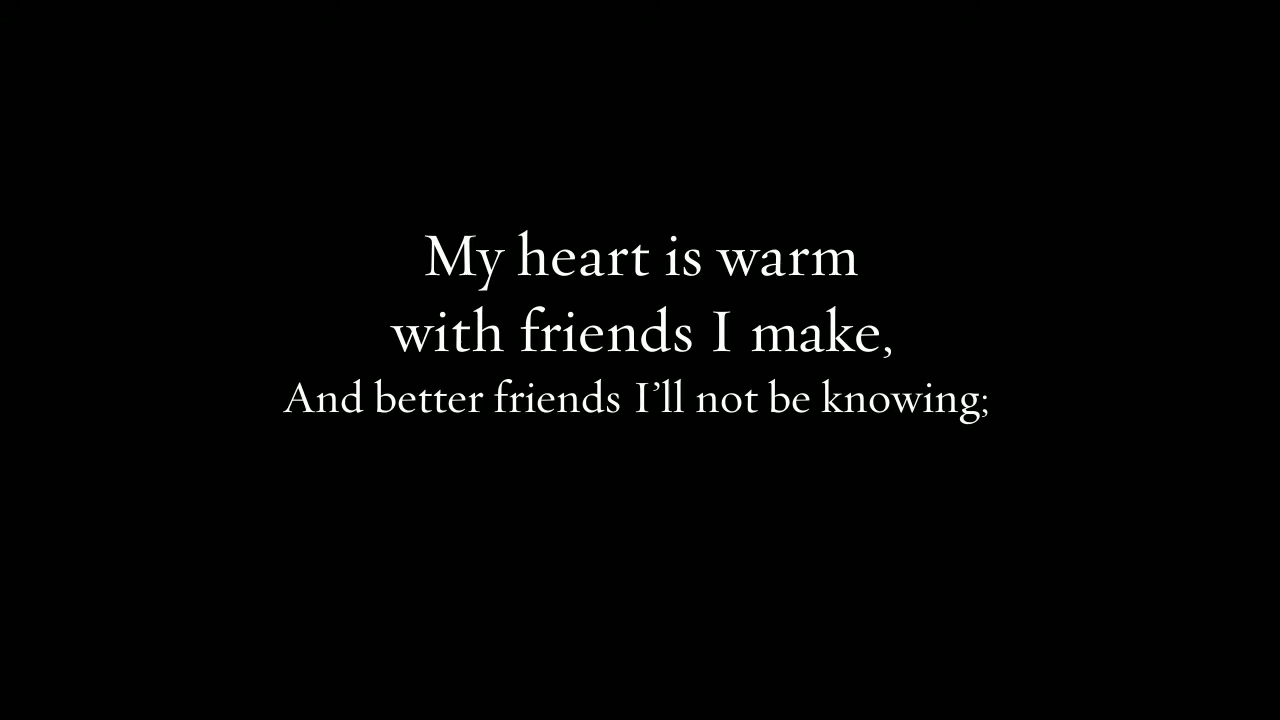 My heart is warm
with friends I make,
And better friends I’ll not be knowing;